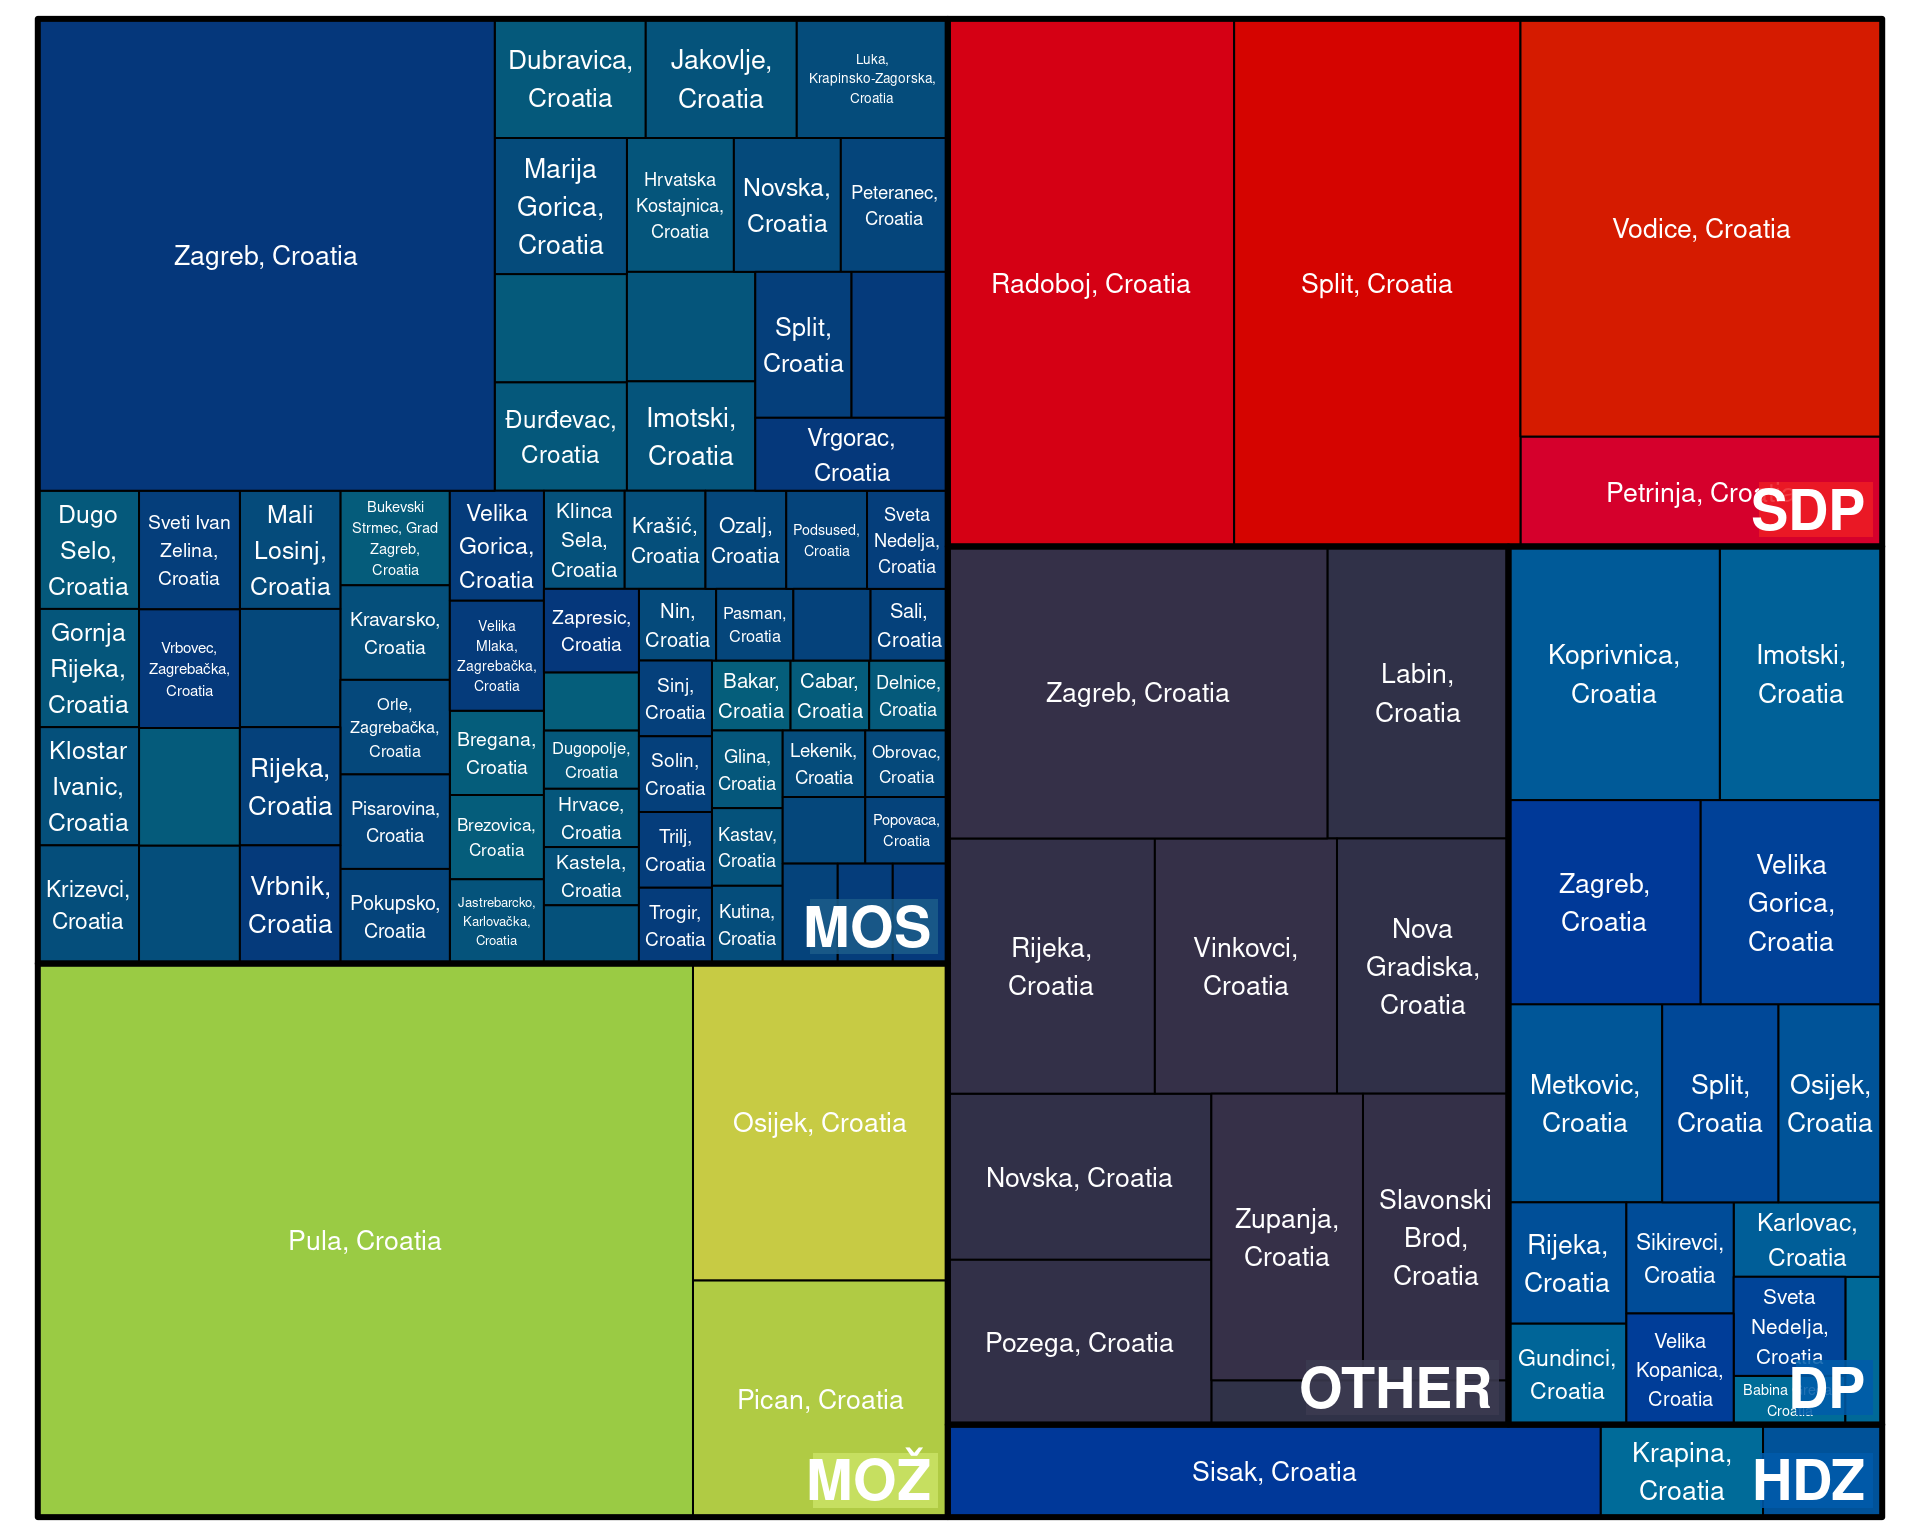 Zagreb, Croatia
Dubravica,
Croatia
Jakovlje,
Croatia
Luka,
Krapinsko-Zagorska,
Croatia
Marija
Gorica,
Croatia
Hrvatska
Kostajnica,
Croatia
Novska,
Croatia
Peteranec,
Croatia
Split,
Croatia
Đurđevac,
Croatia
Imotski,
Croatia
Vrgorac,
Croatia
Dugo
Selo,
Croatia
Sveti Ivan
Zelina,
Croatia
Mali
Losinj,
Croatia
Bukevski
Strmec, Grad
Zagreb,
Croatia
Velika
Gorica,
Croatia
Klinca
Sela,
Croatia
Krašić,
Croatia
Ozalj,
Croatia
Podsused,
Croatia
Sveta
Nedelja,
Croatia
Gornja
Rijeka,
Croatia
Vrbovec,
Zagrebačka,
Croatia
Kravarsko,
Croatia
Velika
Mlaka,
Zagrebačka,
Croatia
Zapresic,
Croatia
Nin,
Croatia
Pasman,
Croatia
Sali,
Croatia
Orle,
Zagrebačka,
Croatia
Sinj,
Croatia
Bakar,
Croatia
Cabar,
Croatia
Delnice,
Croatia
Klostar
Ivanic,
Croatia
Rijeka,
Croatia
Bregana,
Croatia
Dugopolje,
Croatia
Solin,
Croatia
Glina,
Croatia
Lekenik,
Croatia
Obrovac,
Croatia
Pisarovina,
Croatia
Brezovica,
Croatia
Hrvace,
Croatia
Trilj,
Croatia
Kastav,
Croatia
Popovaca,
Croatia
Krizevci,
Croatia
Vrbnik,
Croatia
Pokupsko,
Croatia
Jastrebarcko,
Karlovačka,
Croatia
Kastela,
Croatia
Trogir,
Croatia
Kutina,
Croatia
MOS
Pula, Croatia
Osijek, Croatia
Pican, Croatia
MOŽ
Radoboj, Croatia
Split, Croatia
Vodice, Croatia
Petrinja, Croatia
SDP
Zagreb, Croatia
Labin,
Croatia
Rijeka,
Croatia
Vinkovci,
Croatia
Nova
Gradiska,
Croatia
Novska, Croatia
Zupanja,
Croatia
Slavonski
Brod,
Croatia
Pozega, Croatia
OTHER
Koprivnica,
Croatia
Imotski,
Croatia
Zagreb,
Croatia
Velika
Gorica,
Croatia
Metkovic,
Croatia
Split,
Croatia
Osijek,
Croatia
Rijeka,
Croatia
Sikirevci,
Croatia
Karlovac,
Croatia
Gundinci,
Croatia
Velika
Kopanica,
Croatia
Sveta
Nedelja,
Croatia
Babina
Croatia
DP
Sisak, Croatia
Krapina,
Croatia
HDZ